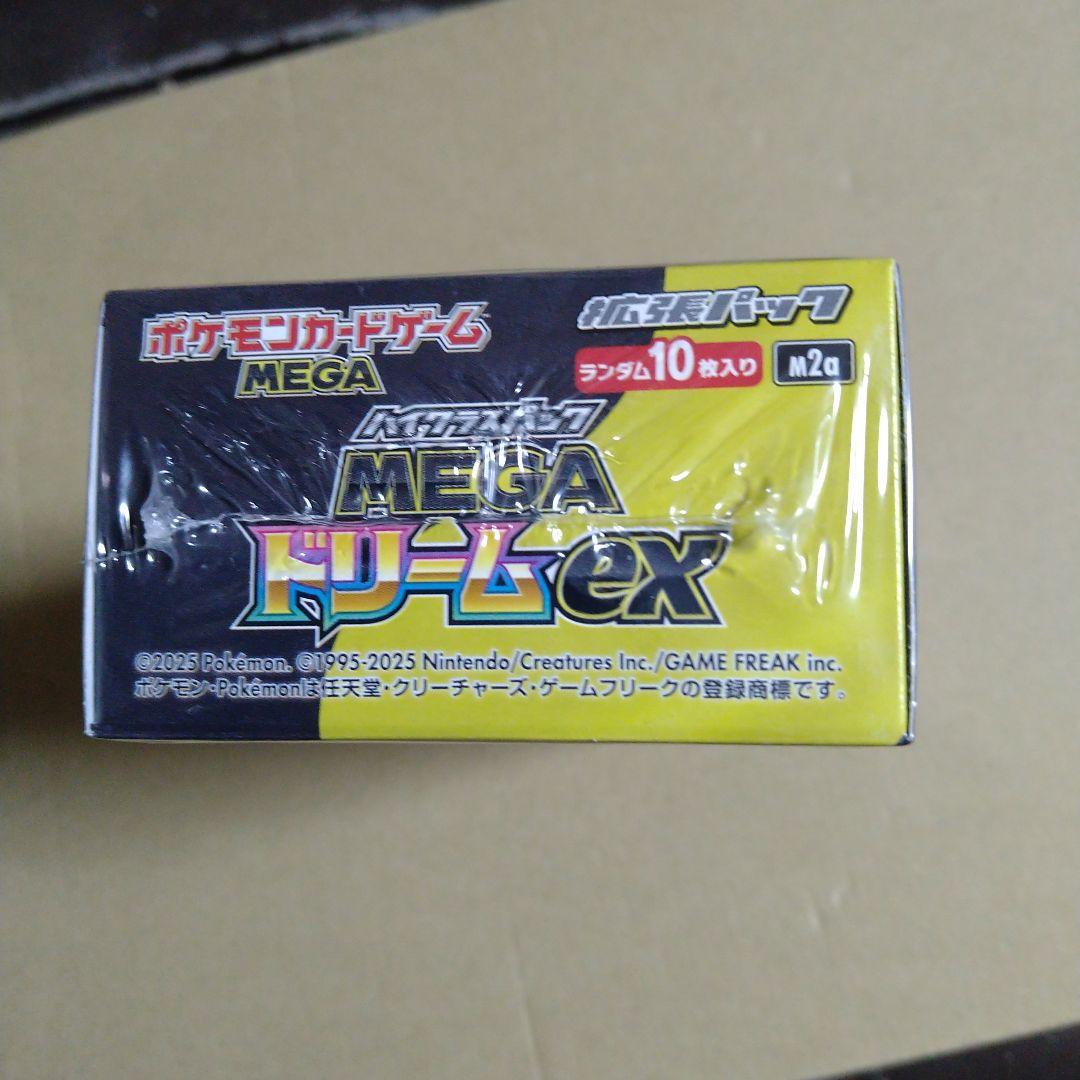 ポケモンカードゲーム
MEGA
拡張パック
ランダム10枚入り
M2a
ハイクラスパック
MEGA
ドリームex
©2025 Pokémon. ©1995-2025 Nintendo/Creatures Inc./GAME FREAK inc.
ポケモン・Pokémonは任天堂・クリーチャーズ・ゲームフリークの登録商標です。